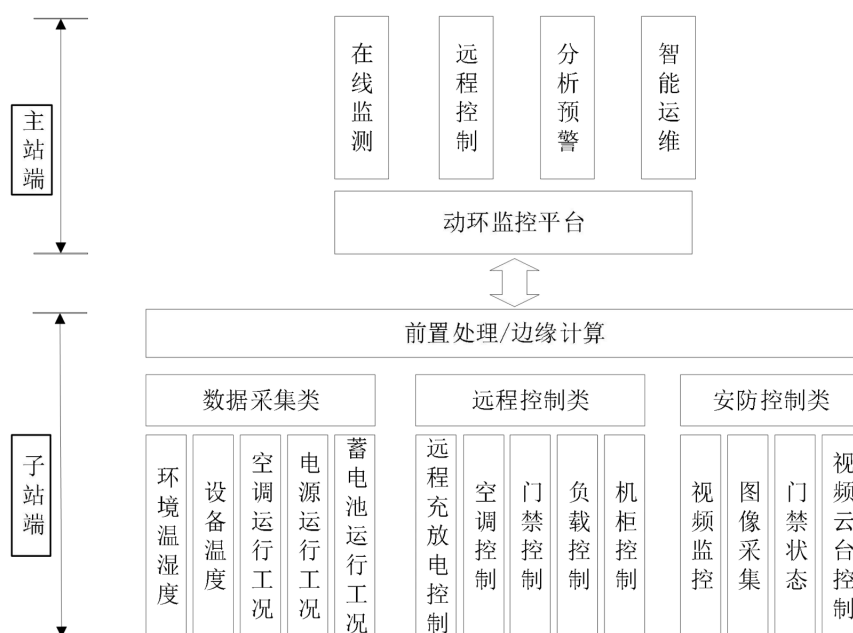 主站端
在线监测
远程控制
分析预警
智能运维
动环监控平台
子站端
前置处理/边缘计算
数据采集类
远程控制类
安防控制类
环境温湿度
设备温度
空调运行工况
电源运行工况
蓄电池运行工况
远程充放电控制
空调控制
门禁控制
负载控制
机柜控制
视频监控
图像采集
门禁状态
视频云台控制